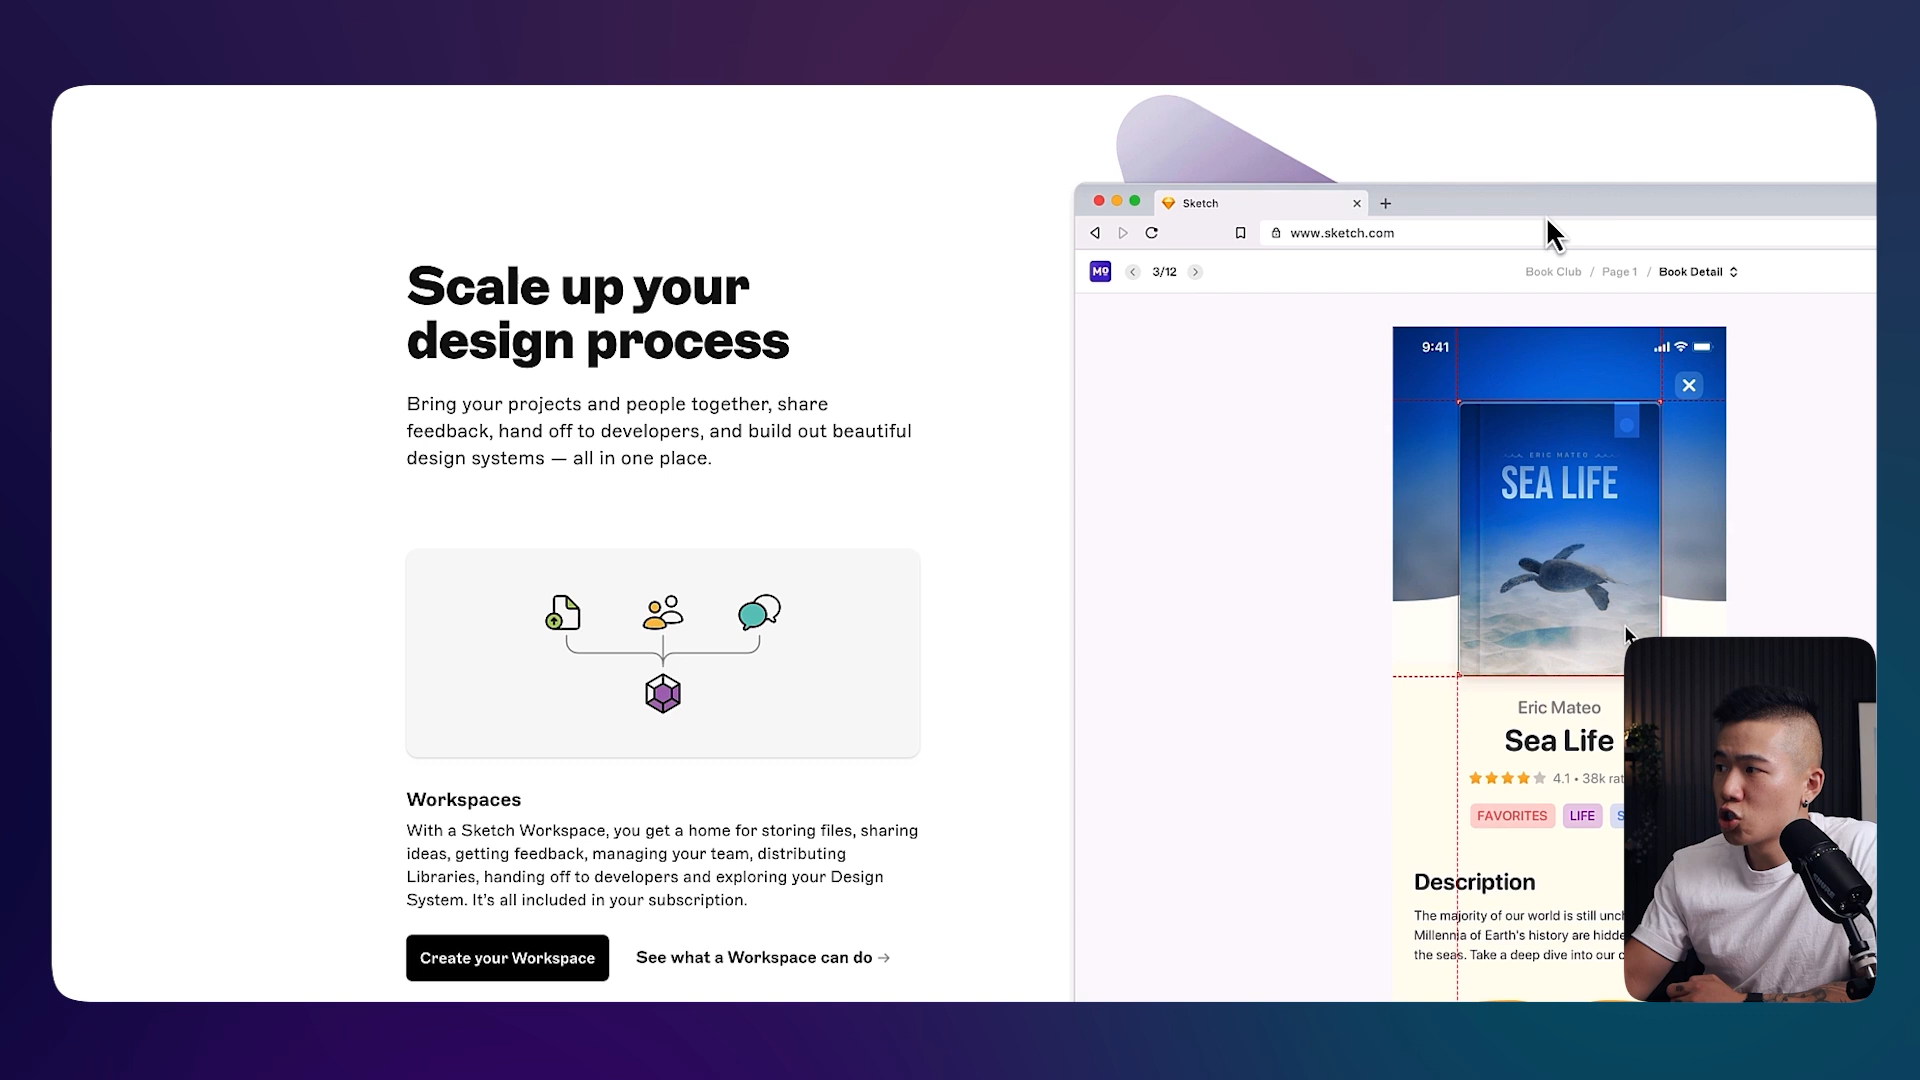 Scale up your
design process
Bring your projects and people together, share
feedback, hand off to developers, and build out beautiful
design systems — all in one place.
Workspaces
With a Sketch Workspace, you get a home for storing files, sharing
ideas, getting feedback, managing your team, distributing
Libraries, handing off to developers and exploring your Design
System. It’s all included in your subscription.
Create your Workspace
See what a Workspace can do →
Sketch
www.sketch.com
3/12
Book Club / Page 1 / Book Detail
9:41
ERIC MATEO
SEA LIFE
Eric Mateo
Sea Life
4.1 • 38k
FAVORITES
LIFE
Description
The majority of our world is still
Millennia of Earth's history are
the seas. Take a deep dive into our